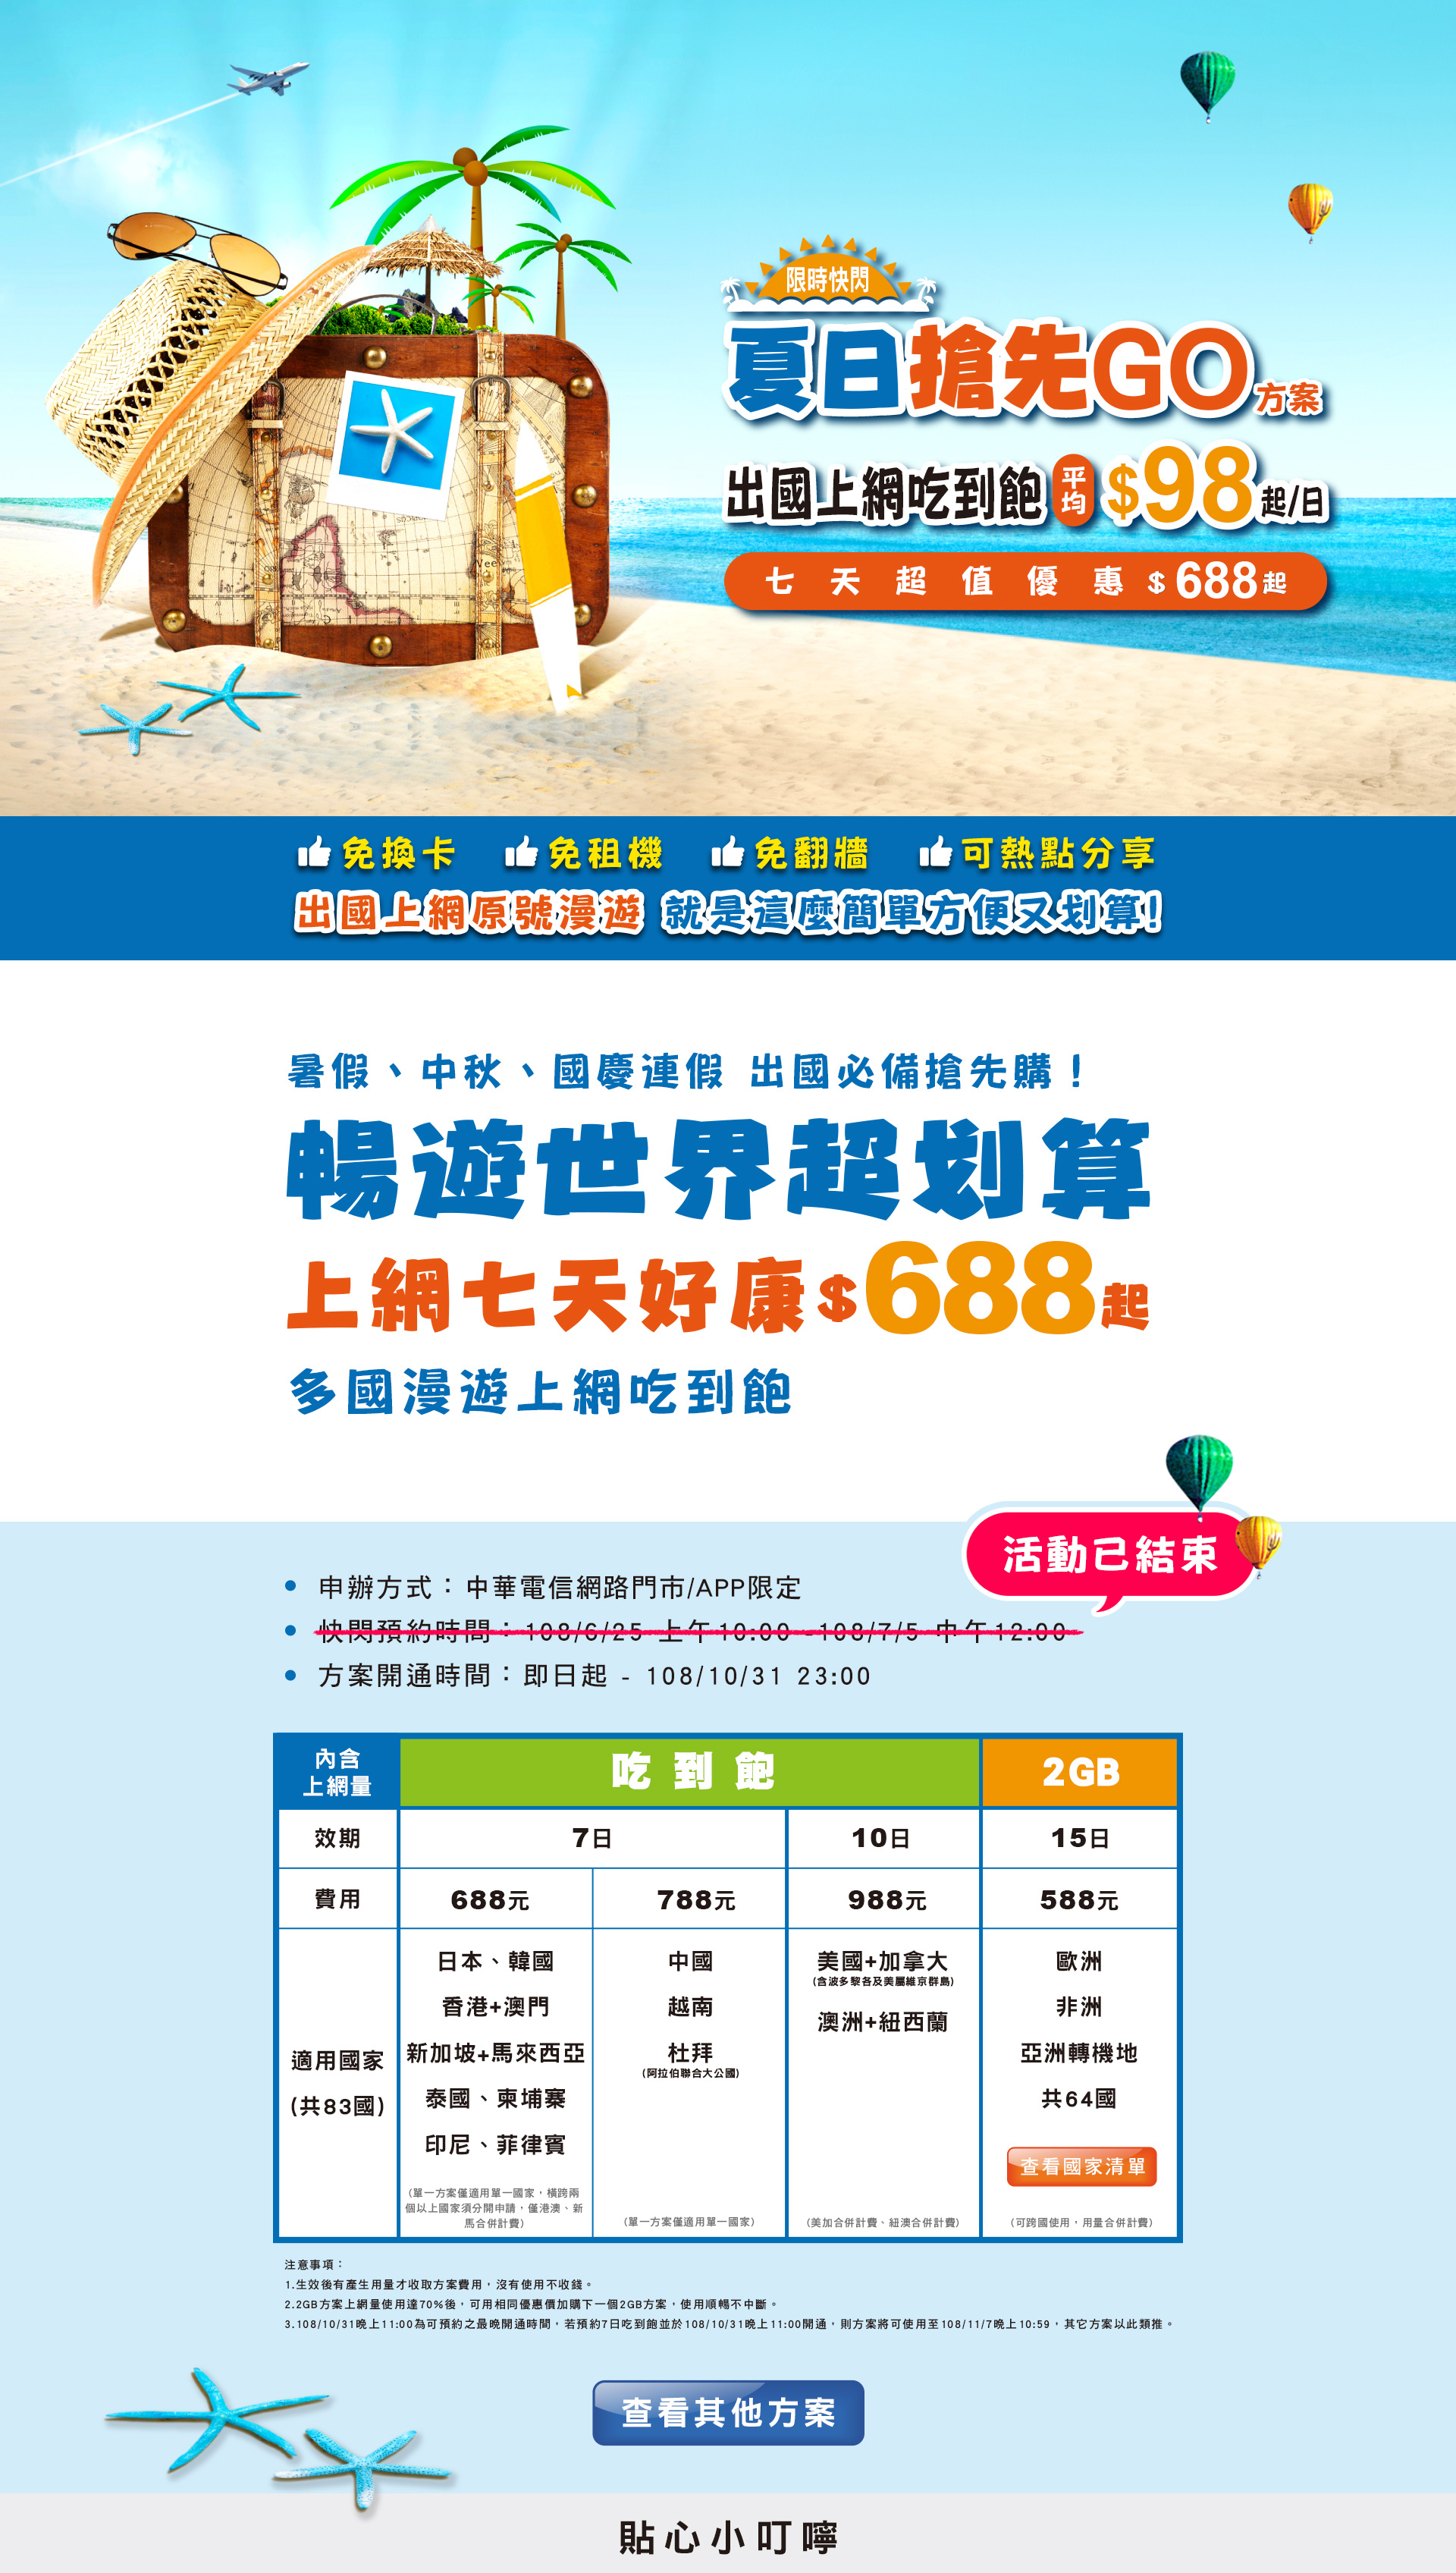 限時快閃
夏日搶先GO方案
出國上網吃到飽 平均 $98起/日
七天超值優惠 $688起
免換卡 免租機 免翻牆 可熱點分享
出國上網原號漫遊 就是這麼簡單方便又划算!
暑假、中秋、國慶連假 出國必備搶先購!
暢遊世界超划算
上網七天好康$688起
多國漫遊上網吃到飽
活動已結束
• 申辦方式：中華電信網路門市/APP限定
• 快閃預約時間：108/6/25 上午10:00 -108/7/5 中午12:00
• 方案開通時間：即日起 - 108/10/31 23:00
內含
上網量 吃到飽 2GB
效期 7日 10日 15日
費用 688元 788元 988元 588元
適用國家
(共83國)
日本、韓國
香港+澳門
新加坡+馬來西亞
泰國、柬埔寨
印尼、菲律賓
(單一方案僅適用單一國家，橫跨兩
個以上國家須分開申請，僅港澳、新
馬合併計費)
中國
越南
杜拜
(阿拉伯聯合大公國)
(單一方案僅適用單一國家)
美國+加拿大
(含波多黎各及美屬維京群島)
澳洲+紐西蘭
(美加合併計費、紐澳合併計費)
歐洲
非洲
亞洲轉機地
共64國
查看國家清單
(可跨國使用，用量合併計費)
注意事項：
1.生效後有產生用量才收取方案費用，沒有使用不收錢。
2.2GB方案上網量使用達70%後，可用相同優惠價加購下一個2GB方案，使用順暢不中斷。
3.108/10/31晚上11:00為可預約之最晚開通時間，若預約7日吃到飽並於108/10/31晚上11:00開通，則方案將可使用至108/11/7晚上10:59，其它方案以此類推。
查看其他方案
貼心小叮嚀